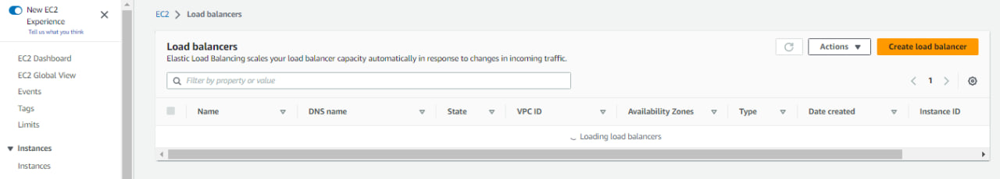 New EC2
Experience
Tell us what you think
EC2 Dashboard
EC2 Global View
Events
Tags
Limits
Instances
Instances
EC2 Load balancers
Load balancers
Elastic Load Balancing scales your load balancer capacity automatically in response to changes in incoming traffic.
Actions
Create load balancer
Filter by property or value
1
Name DNS name State VPC ID Availability Zones Type Date created Instance ID
Loading load balancers